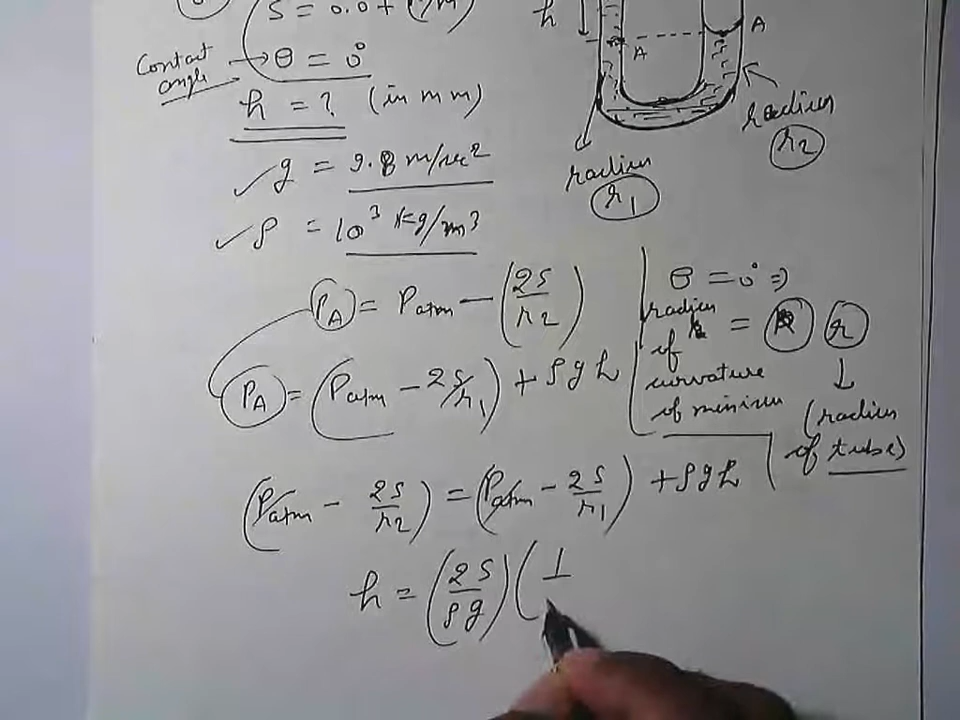 S = 0.07
h
Contact
angle → θ = 0°
A
A
h = ? (in mm)
radius
r2
✓ g = 9.8 m/sec²
radius
r1
✓ ρ = 10³ Kg/m³
PA = Patm − (2S/r2)
θ = 0° ⇒
radius = r
of
curvature
of miniscus
PA = (Patm − 2S/r1) + ρgh
↓
(radius
of tube)
(Patm − 2S/r2) = (Patm − 2S/r1) + ρgh
h = (2S/ρg)(1